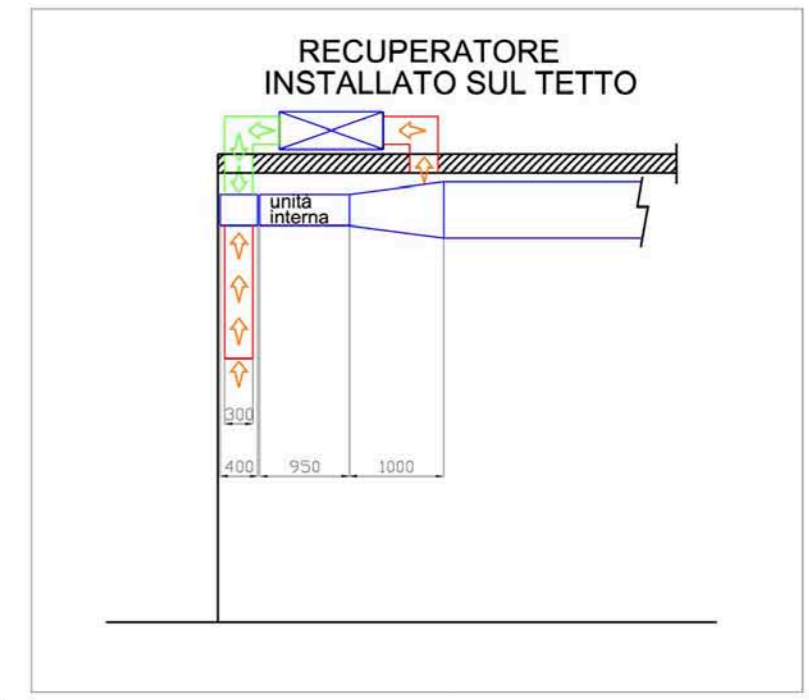 RECUPERATORE
INSTALLATO SUL TETTO
unità
interna
300
400 950 1000